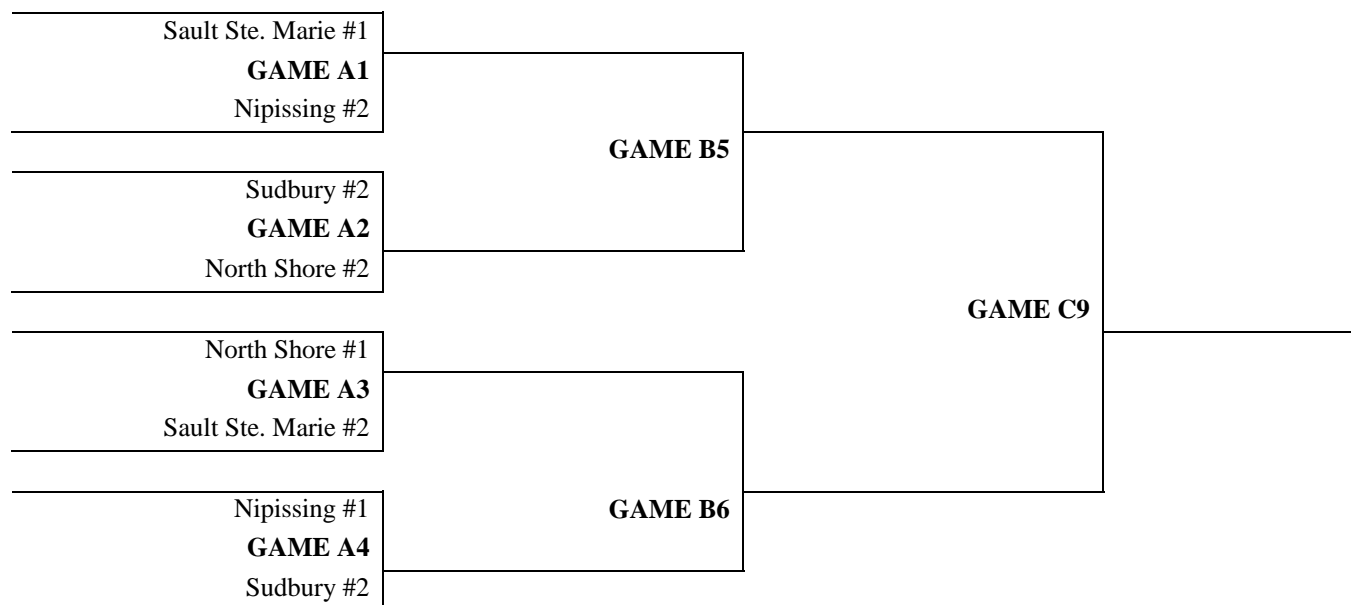 Sault Ste. Marie #1
GAME A1
Nipissing #2
GAME B5
Sudbury #2
GAME A2
North Shore #2
GAME C9
North Shore #1
GAME A3
Sault Ste. Marie #2
Nipissing #1
GAME B6
GAME A4
Sudbury #2